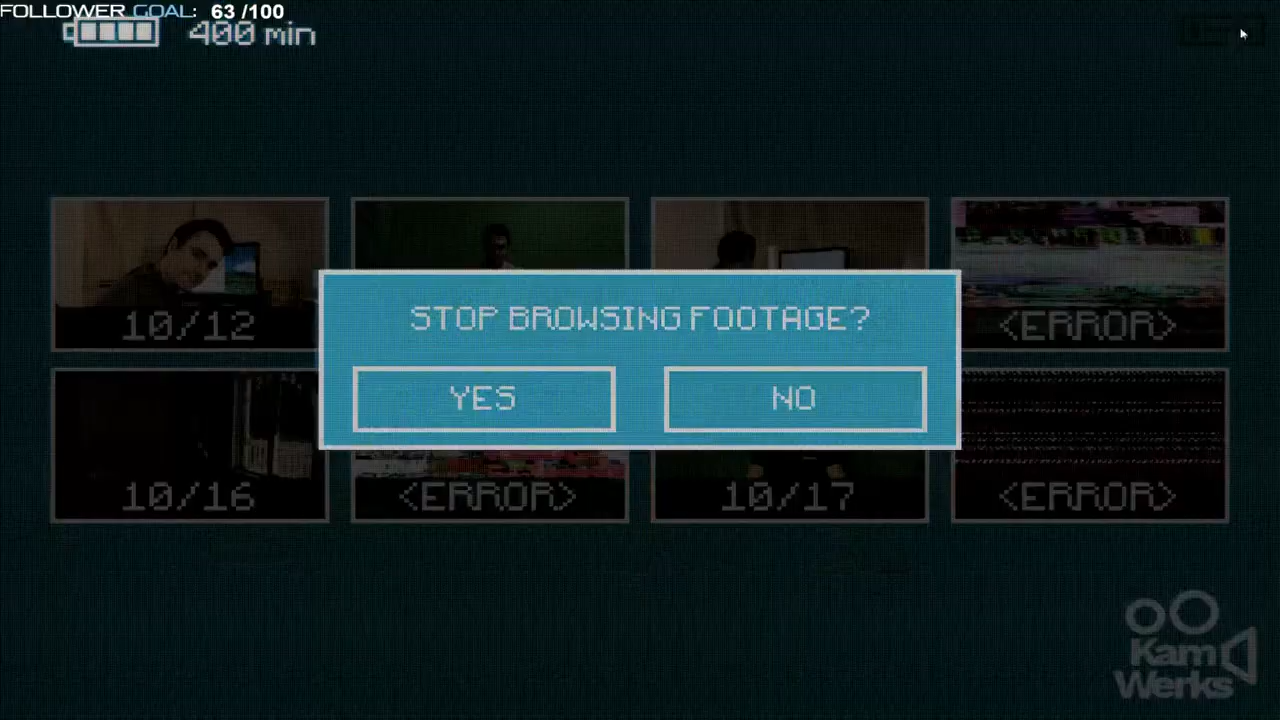 FOLLOWER GOAL: 63 /100
400 min
STOP BROWSING FOOTAGE?
YES
NO
10/12
<ERROR>
10/16
<ERROR>
10/17
<ERROR>
Kam
Werks